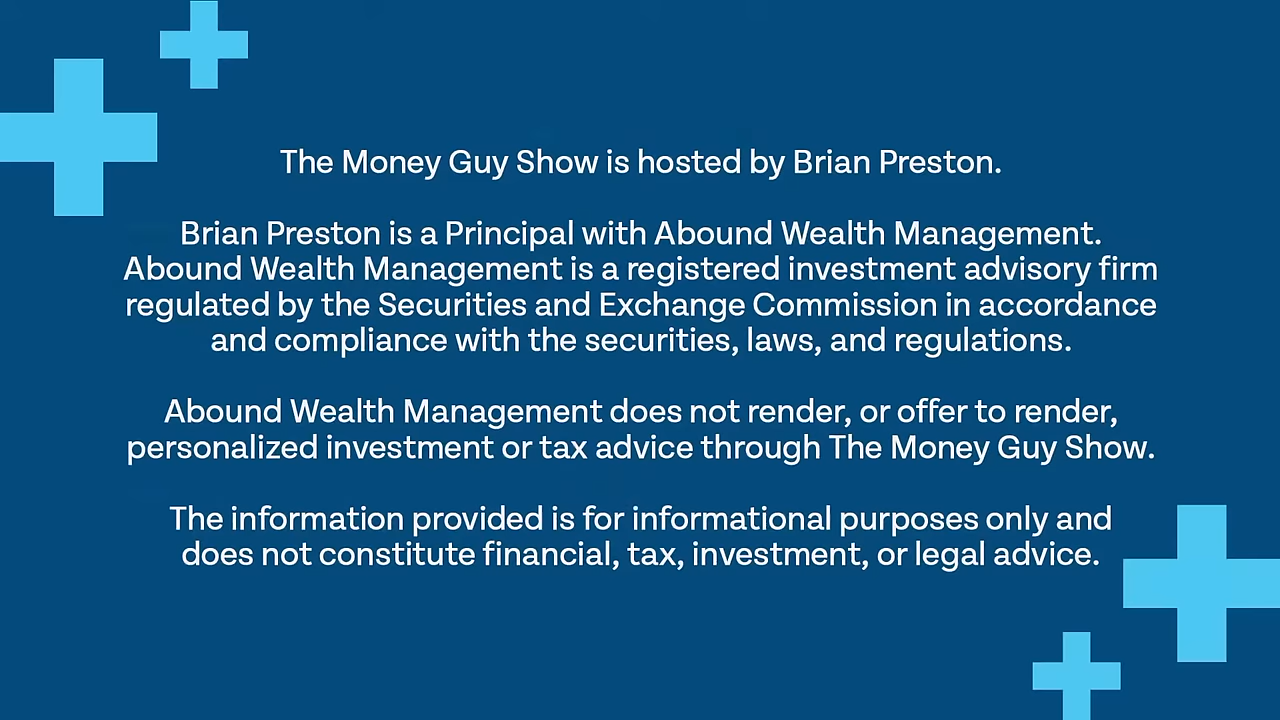 The Money Guy Show is hosted by Brian Preston.
Brian Preston is a Principal with Abound Wealth Management.
Abound Wealth Management is a registered investment advisory firm
regulated by the Securities and Exchange Commission in accordance
and compliance with the securities, laws, and regulations.
Abound Wealth Management does not render, or offer to render,
personalized investment or tax advice through The Money Guy Show.
The information provided is for informational purposes only and
does not constitute financial, tax, investment, or legal advice.